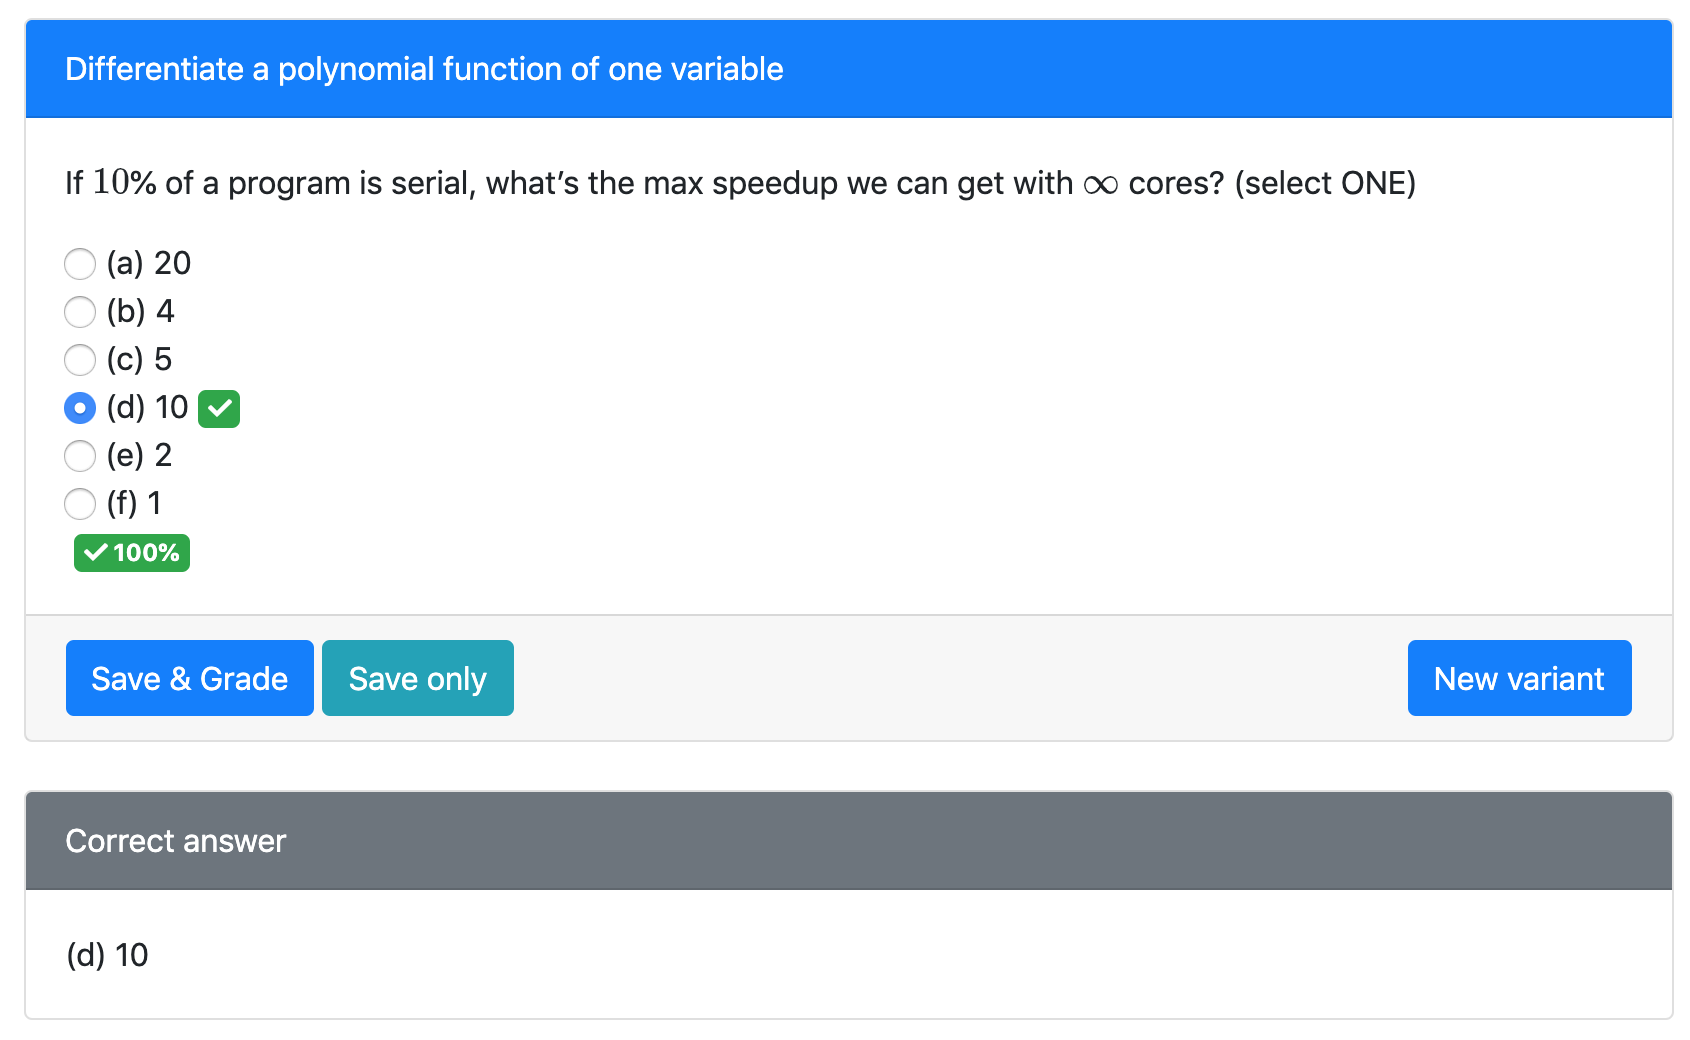 Differentiate a polynomial function of one variable
If 10% of a program is serial, what’s the max speedup we can get with ∞ cores? (select ONE)
(a) 20
(b) 4
(c) 5
(d) 10
(e) 2
(f) 1
100%
Save & Grade Save only New variant
Correct answer
(d) 10